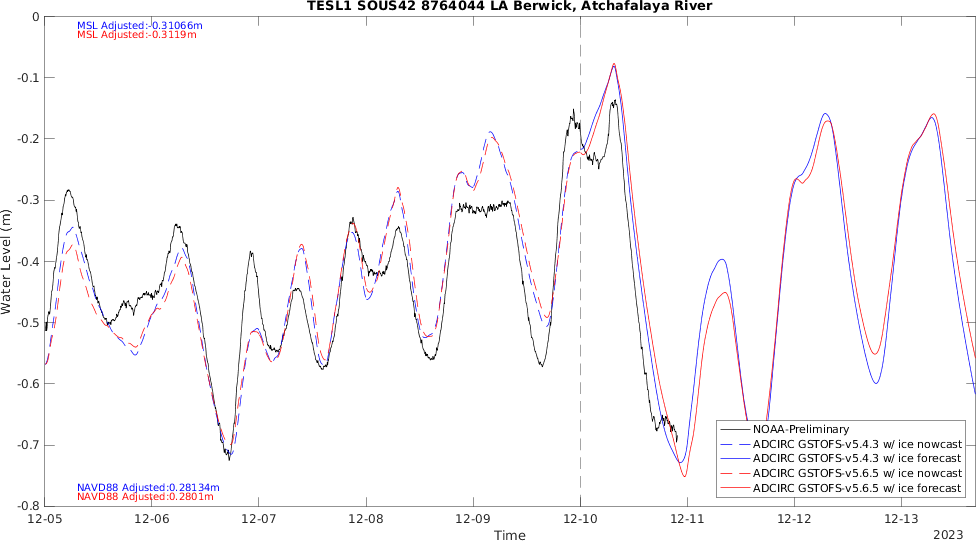 TESL1 SOUS42 8764044 LA Berwick, Atchafalaya River
MSL Adjusted:-0.31066m
MSL Adjusted:-0.3119m
0
-0.1
-0.2
-0.3
-0.4
-0.5
-0.6
-0.7
-0.8
Water Level (m)
NOAA-Preliminary
ADCIRC GSTOFS-v5.4.3 w/ ice nowcast
ADCIRC GSTOFS-v5.4.3 w/ ice forecast
ADCIRC GSTOFS-v5.6.5 w/ ice nowcast
ADCIRC GSTOFS-v5.6.5 w/ ice forecast
NAVD88 Adjusted:0.28134m
NAVD88 Adjusted:0.2801m
12-05 12-06 12-07 12-08 12-09 12-10 12-11 12-12 12-13
Time
2023